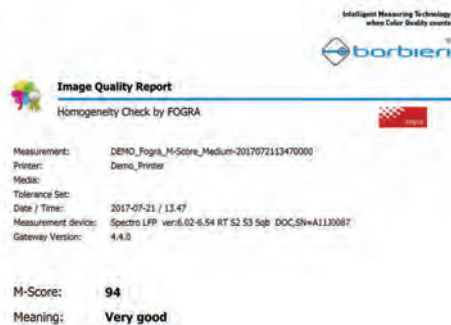 Intelligent Measuring Technology
when Color Quality counts
barbieri
Image Quality Report
Homogeneity Check by FOGRA
fogra
Measurement: DEMO_Fogra_M-Score_Medium-2017072113470000
Printer: Demo_Printer
Media:
Tolerance Set:
Date / Time: 2017-07-21 / 13.47
Measurement device: Spectro LFP ver:6.02-6.54 RT S2 S3 Sqb DOC,SN=A11J0087
Gateway Version: 4.4.0
M-Score: 94
Meaning: Very good